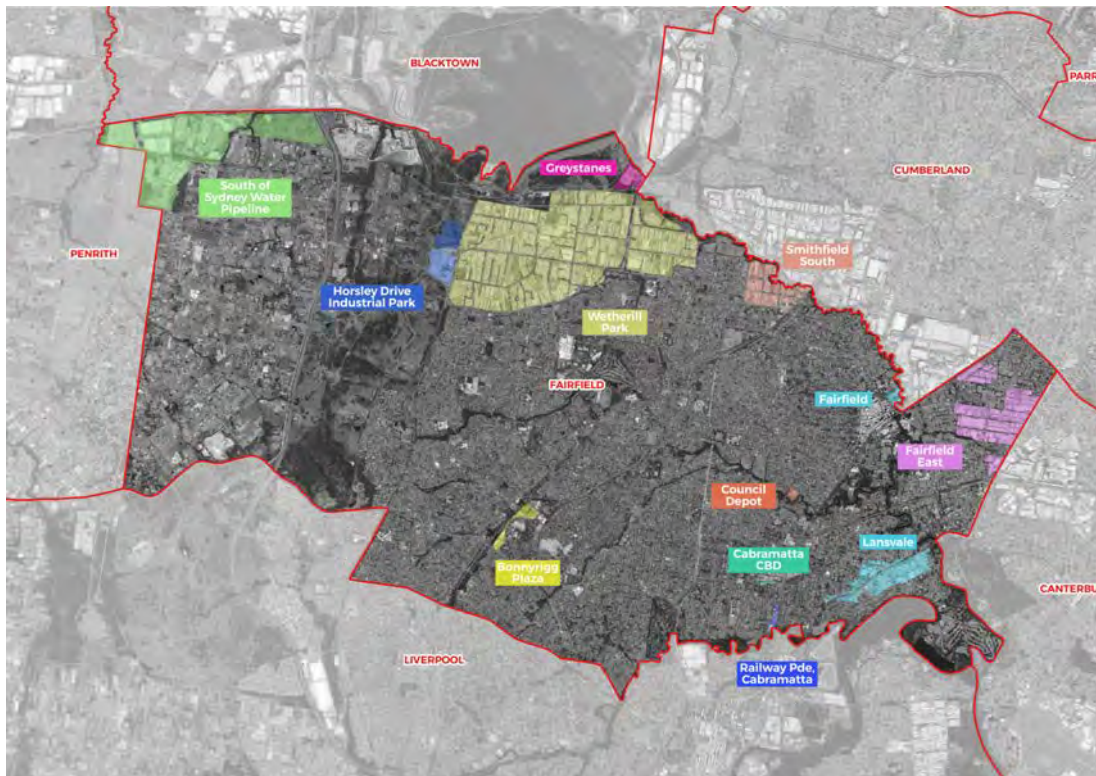 BLACKTOWN
PARR
Greystanes
CUMBERLAND
South of
Sydney Water
Pipeline
PENRITH
Smithfield
South
Horsley Drive
Industrial Park
Wetherill
Park
FAIRFIELD
Fairfield
Fairfield
East
Council
Depot
Lansvale
Cabramatta
CBD
Bonnyrigg
Plaza
CANTERBU
LIVERPOOL
Railway Pde,
Cabramatta